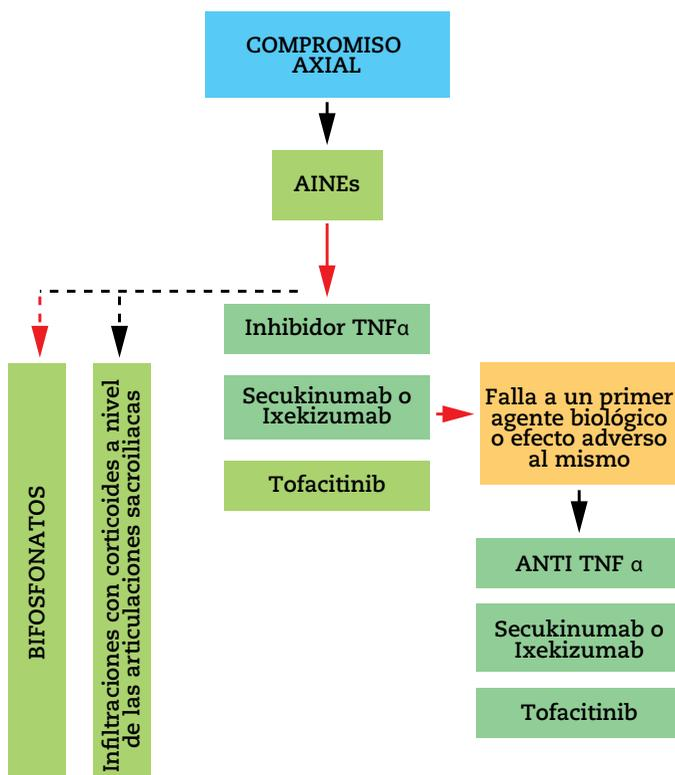 COMPROMISO
AXIAL
AINEs
Inhibidor TNFα
Secukinumab o
Ixekizumab
Tofacitinib
Falla a un primer
agente biológico
o efecto adverso
al mismo
ANTI TNF α
Secukinumab o
Ixekizumab
Tofacitinib
BIFOSFONATOS
Infiltraciones con corticoides a nivel
de las articulaciones sacroiliacas